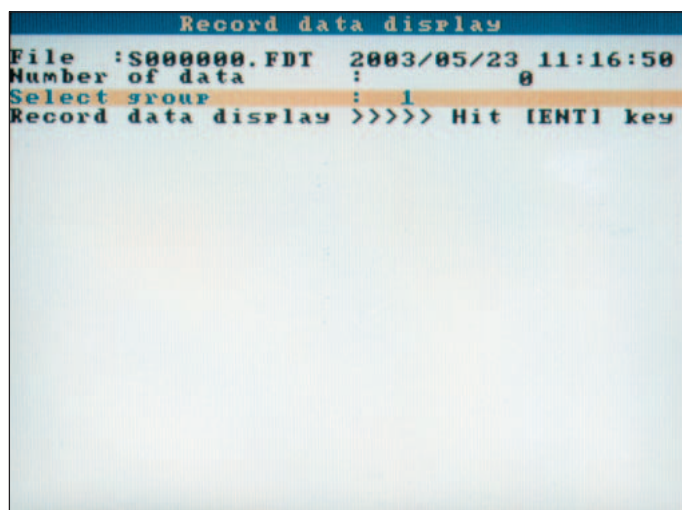 Record data display
File :S000000.FDT 2003/05/23 11:16:50
Number of data : 0
Select group : 1
Record data display >>>>> Hit [ENT] key